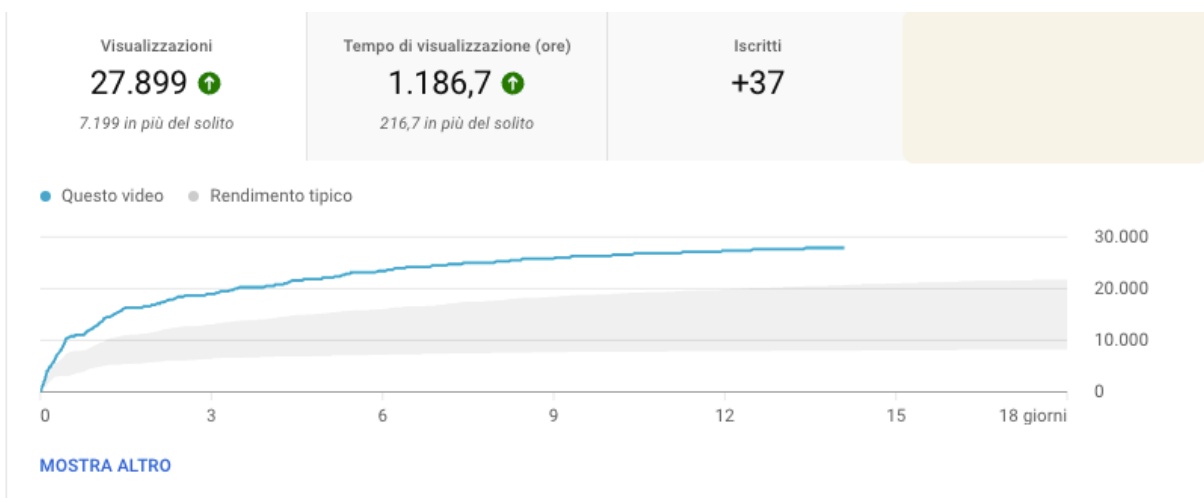 Visualizzazioni
27.899
7.199 in più del solito
Tempo di visualizzazione (ore)
1.186,7
216,7 in più del solito
Iscritti
+37
Questo video
Rendimento tipico
30.000
20.000
10.000
0
0 3 6 9 12 15 18 giorni
MOSTRA ALTRO